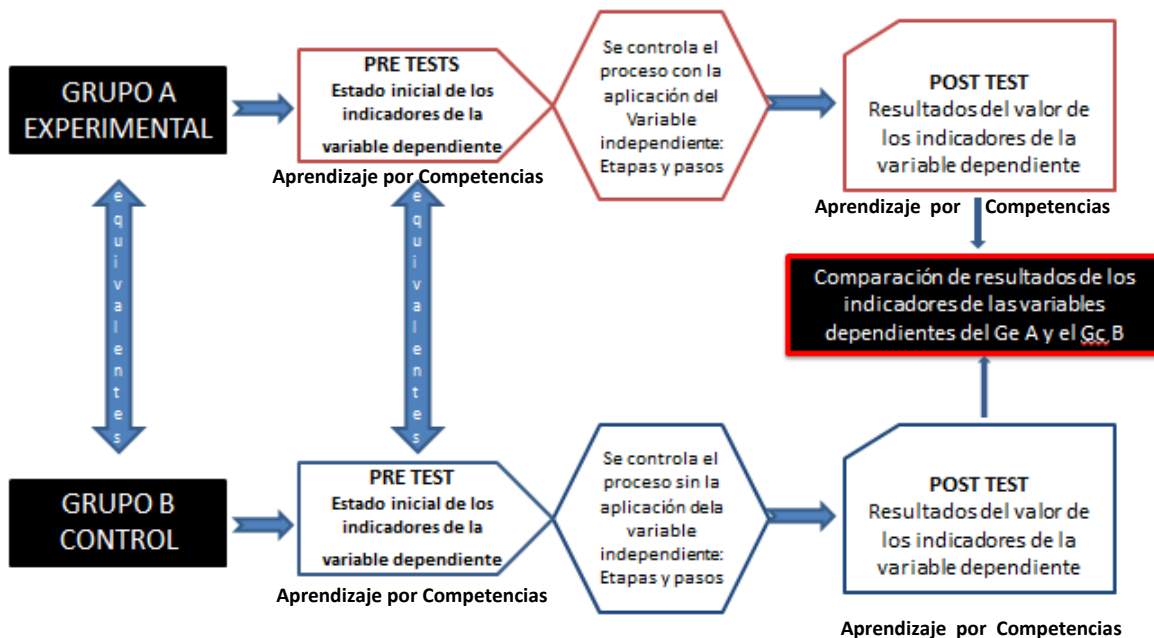 GRUPO A
EXPERIMENTAL
PRE TESTS
Estado inicial de los
indicadores de la
variable dependiente
Aprendizaje por Competencias
Se controla el
proceso con la
aplicación del
Variable
independiente:
Etapas y pasos
POST TEST
Resultados del valor de
los indicadores de la
variable dependiente
Aprendizaje por Competencias
equivalentes
equivalentes
Comparación de resultados de los
indicadores de las variables
dependientes del Ge A y el Gc B
GRUPO B
CONTROL
PRE TEST
Estado inicial de los
indicadores de la
variable dependiente
Aprendizaje por Competencias
Se controla el
proceso sin la
aplicación dela
variable
independiente:
Etapas y pasos
POST TEST
Resultados del valor de
los indicadores de la
variable dependiente
Aprendizaje por Competencias